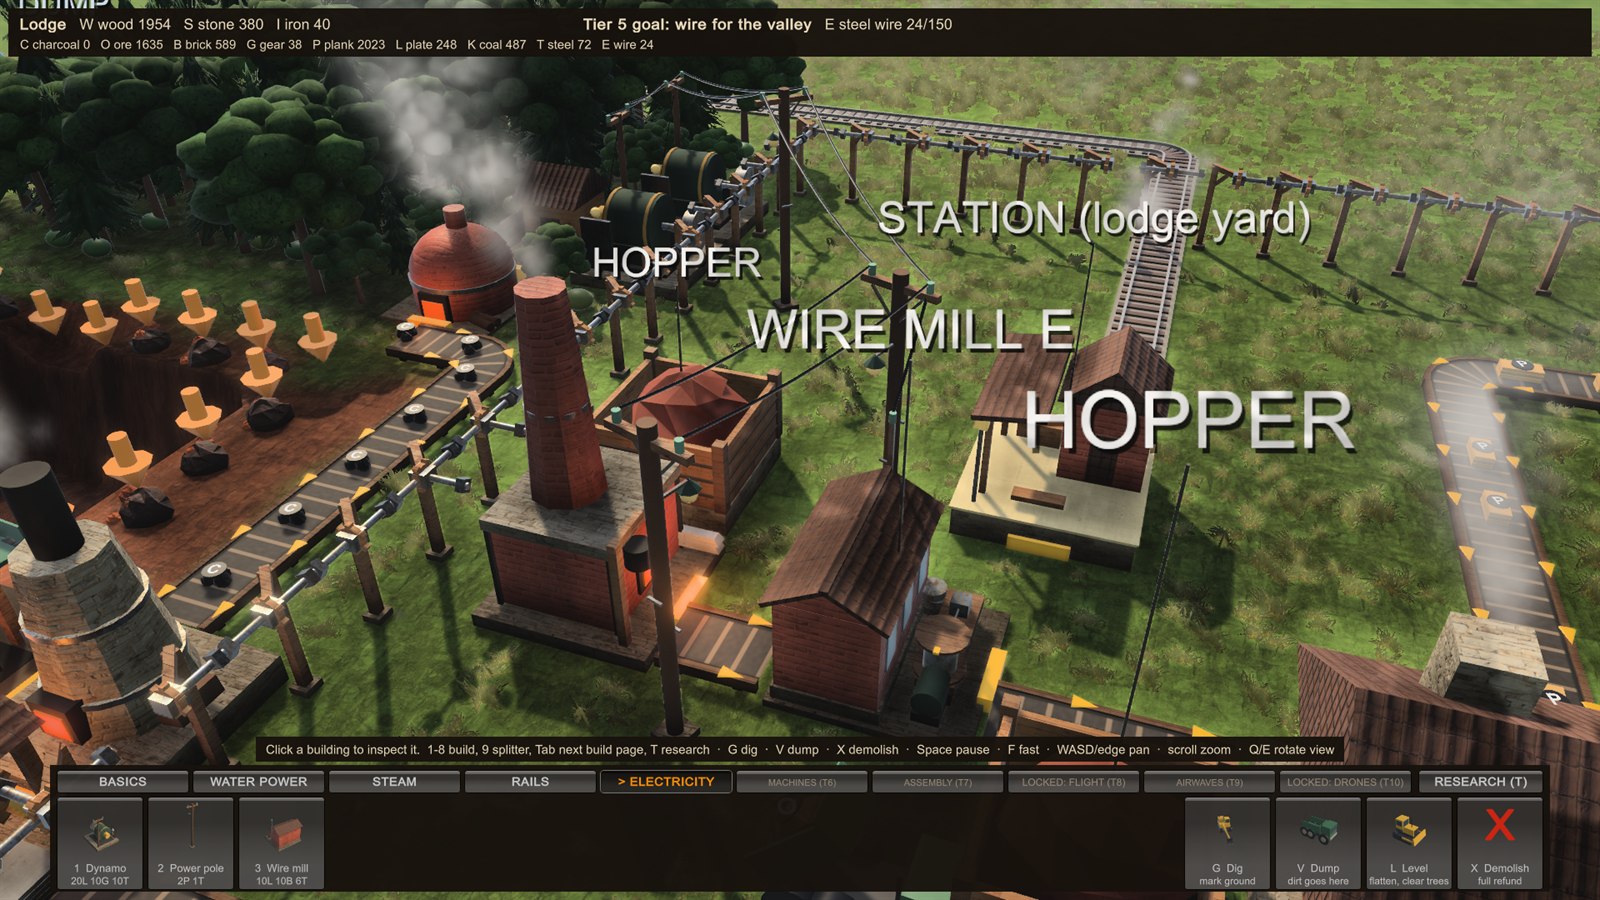 Lodge W wood 1954 S stone 380 I iron 40
Tier 5 goal: wire for the valley E steel wire 24/150
C charcoal 0 O ore 1635 B brick 589 G gear 38 P plank 2023 L plate 248 K coal 487 T steel 72 E wire 24
STATION (lodge yard)
HOPPER
WIRE MILL E
HOPPER
A
A
A
C
C
C
P
Click a building to inspect it. 1-8 build, 9 splitter, Tab next build page, T research · G dig · V dump · X demolish · Space pause · F fast · WASD/edge pan · scroll zoom · Q/E rotate view
BASICS
WATER POWER
STEAM
RAILS
> ELECTRICITY
MACHINES (T6)
ASSEMBLY (T7)
LOCKED: FLIGHT (T8)
AIRWAVES (T9)
LOCKED: DRONES (T10)
RESEARCH (T)
1 Dynamo
20L 10G 10T
2 Power pole
2P 1T
3 Wire mill
10L 10B 6T
G Dig
mark ground
V Dump
dirt goes here
L Level
flatten, clear trees
X Demolish
full refund